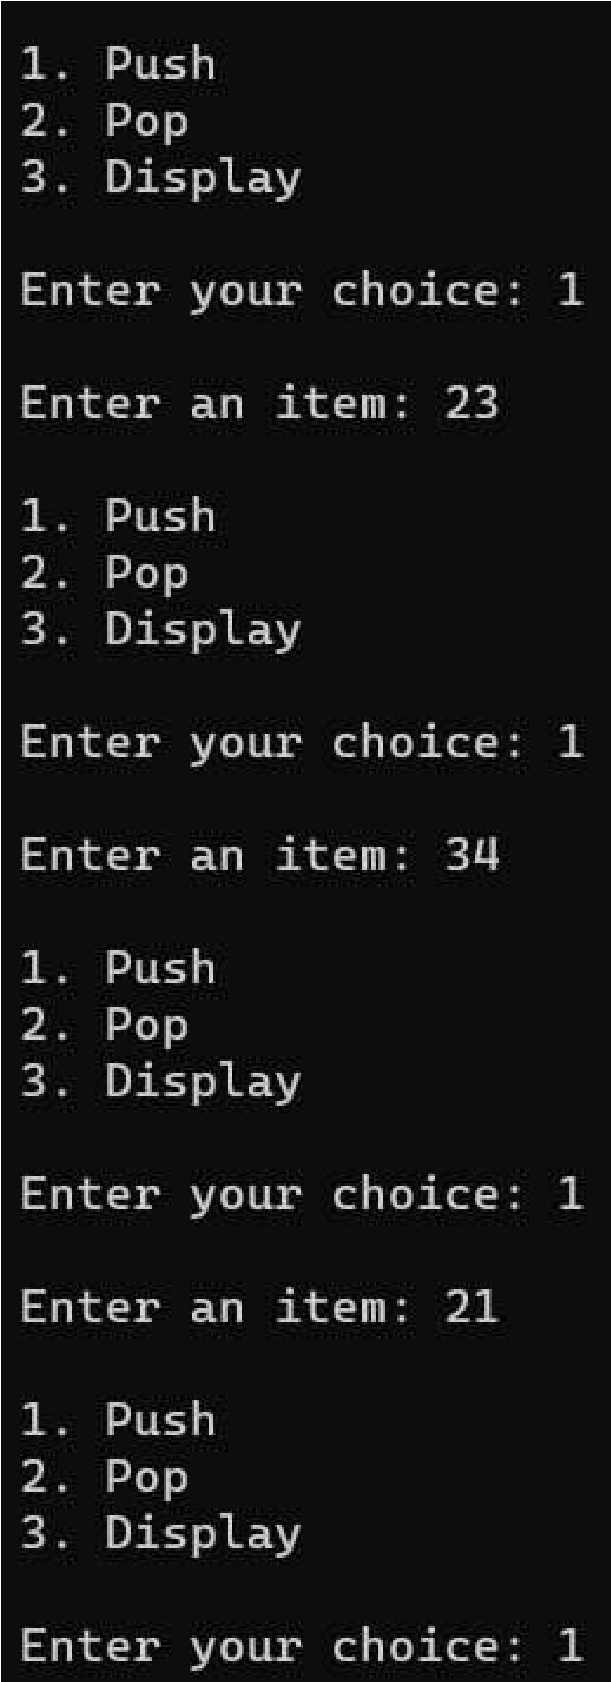 1. Push
2. Pop
3. Display
Enter your choice: 1
Enter an item: 23
1. Push
2. Pop
3. Display
Enter your choice: 1
Enter an item: 34
1. Push
2. Pop
3. Display
Enter your choice: 1
Enter an item: 21
1. Push
2. Pop
3. Display
Enter your choice: 1